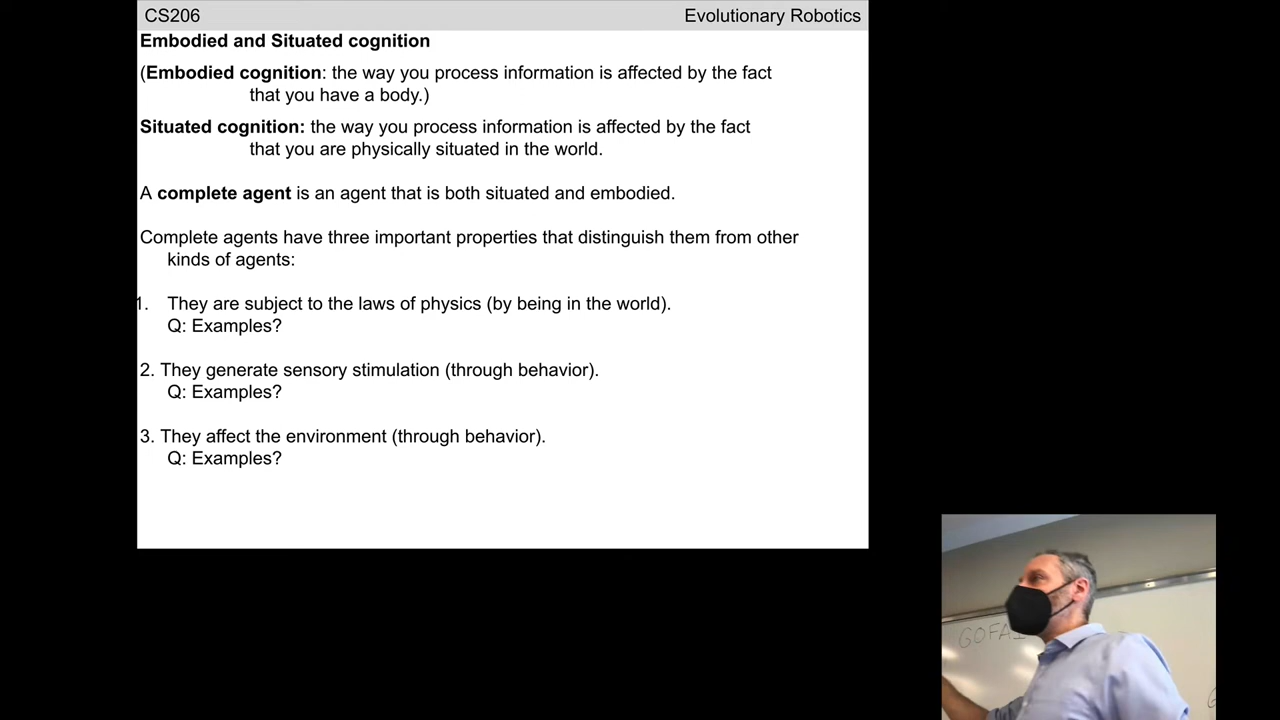 CS206 Evolutionary Robotics
Embodied and Situated cognition
(Embodied cognition: the way you process information is affected by the fact
that you have a body.)
Situated cognition: the way you process information is affected by the fact
that you are physically situated in the world.
A complete agent is an agent that is both situated and embodied.
Complete agents have three important properties that distinguish them from other
kinds of agents:
1. They are subject to the laws of physics (by being in the world).
Q: Examples?
2. They generate sensory stimulation (through behavior).
Q: Examples?
3. They affect the environment (through behavior).
Q: Examples?
GOFAI